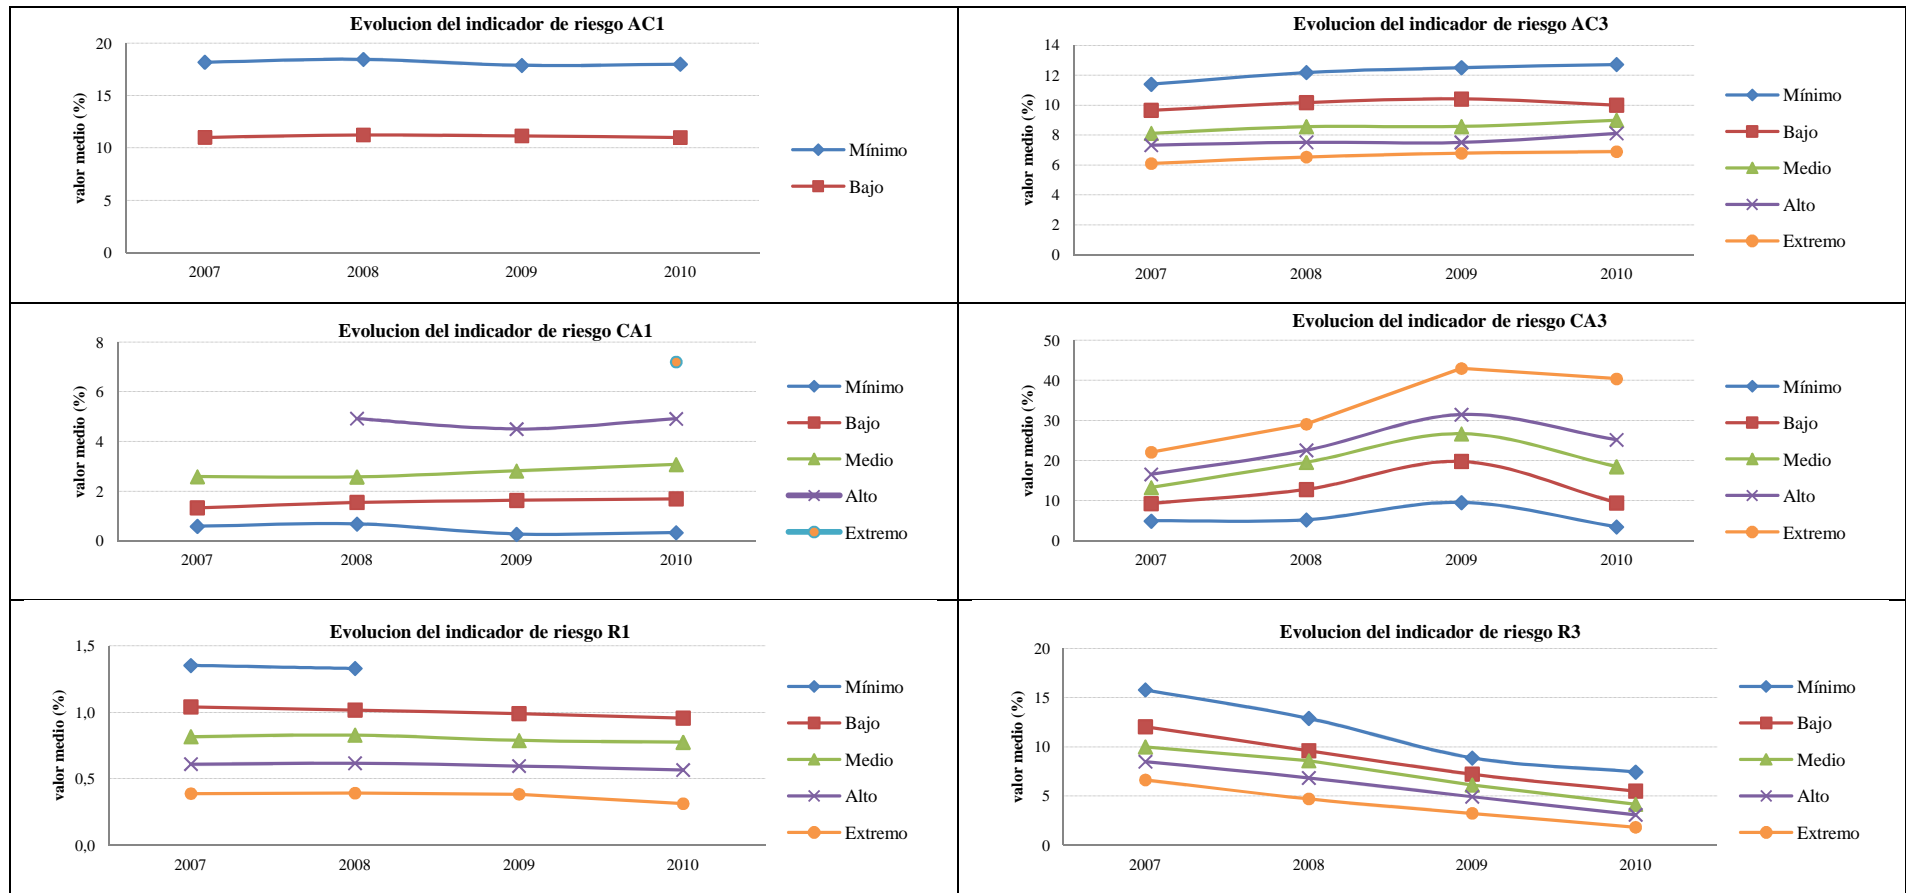 Evolucion del indicador de riesgo AC1
valor medio (%)
20
15
10
5
0
2007 2008 2009 2010
Mínimo
Bajo
Evolucion del indicador de riesgo AC3
valor medio (%)
14
12
10
8
6
4
2
0
2007 2008 2009 2010
Mínimo
Bajo
Medio
Alto
Extremo
Evolucion del indicador de riesgo CA1
valor medio (%)
8
6
4
2
0
2007 2008 2009 2010
Mínimo
Bajo
Medio
Alto
Extremo
Evolucion del indicador de riesgo CA3
valor medio (%)
50
40
30
20
10
0
2007 2008 2009 2010
Mínimo
Bajo
Medio
Alto
Extremo
Evolucion del indicador de riesgo R1
valor medio (%)
1,5
1,0
0,5
0,0
2007 2008 2009 2010
Mínimo
Bajo
Medio
Alto
Extremo
Evolucion del indicador de riesgo R3
valor medio (%)
20
15
10
5
0
2007 2008 2009 2010
Mínimo
Bajo
Medio
Alto
Extremo